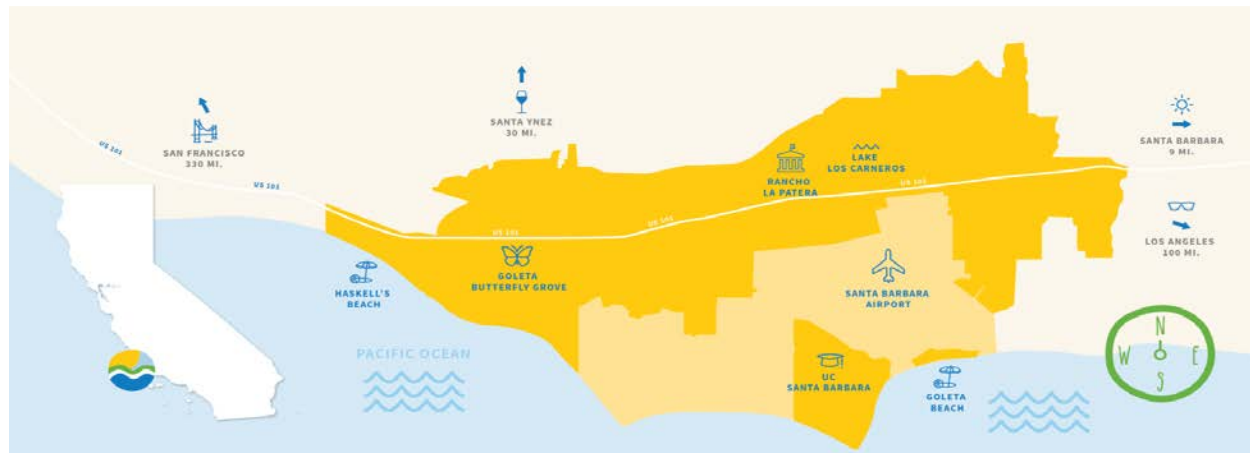 US 101
SAN FRANCISCO
330 MI.
US 101
SANTA YNEZ
30 MI.
RANCHO
LA PATERA
LAKE
LOS CARNEROS
US 101
SANTA BARBARA
9 MI.
LOS ANGELES
100 MI.
US 101
US 101
HASKELL'S
BEACH
GOLETA
BUTTERFLY GROVE
SANTA BARBARA
AIRPORT
PACIFIC OCEAN
UC
SANTA BARBARA
GOLETA
BEACH
N
W E
S